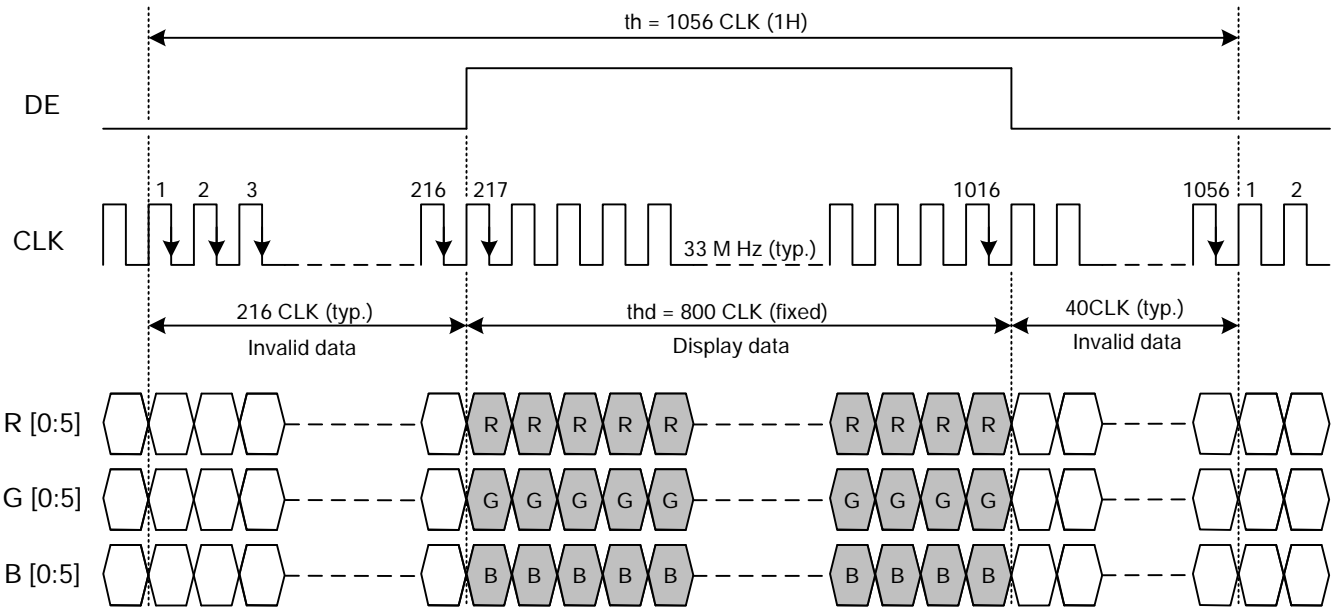 th = 1056 CLK (1H)
DE
1 2 3 216 217 1016 1056 1 2
CLK
33 M Hz (typ.)
216 CLK (typ.) thd = 800 CLK (fixed) 40CLK (typ.)
Invalid data Display data Invalid data
R [0:5] R R R R R R R R R
G [0:5] G G G G G G G G G
B [0:5] B B B B B B B B B